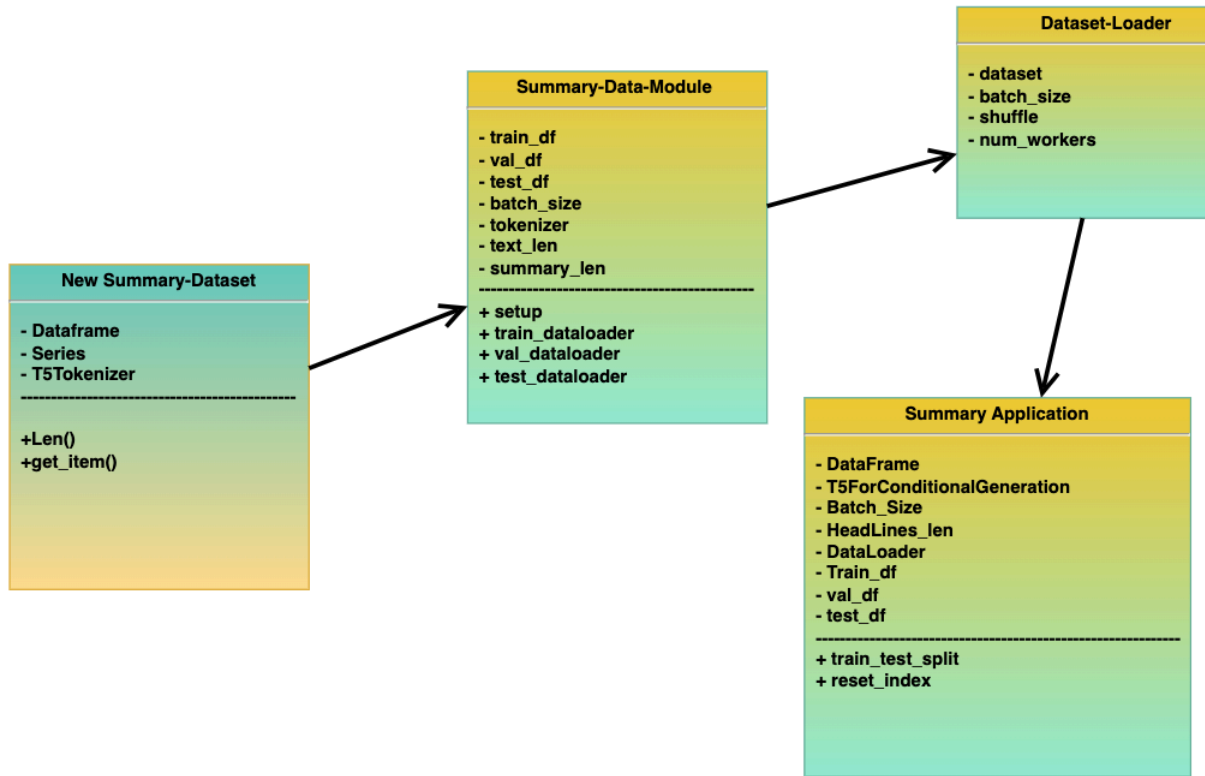 New Summary-Dataset
- Dataframe
- Series
- T5Tokenizer
----------------------------------------------
+Len()
+get_item()
Summary-Data-Module
- train_df
- val_df
- test_df
- batch_size
- tokenizer
- text_len
- summary_len
----------------------------------------------
+ setup
+ train_dataloader
+ val_dataloader
+ test_dataloader
Dataset-Loader
- dataset
- batch_size
- shuffle
- num_workers
Summary Application
- DataFrame
- T5ForConditionalGeneration
- Batch_Size
- HeadLines_len
- DataLoader
- Train_df
- val_df
- test_df
-------------------------------------------------------------
+ train_test_split
+ reset_index